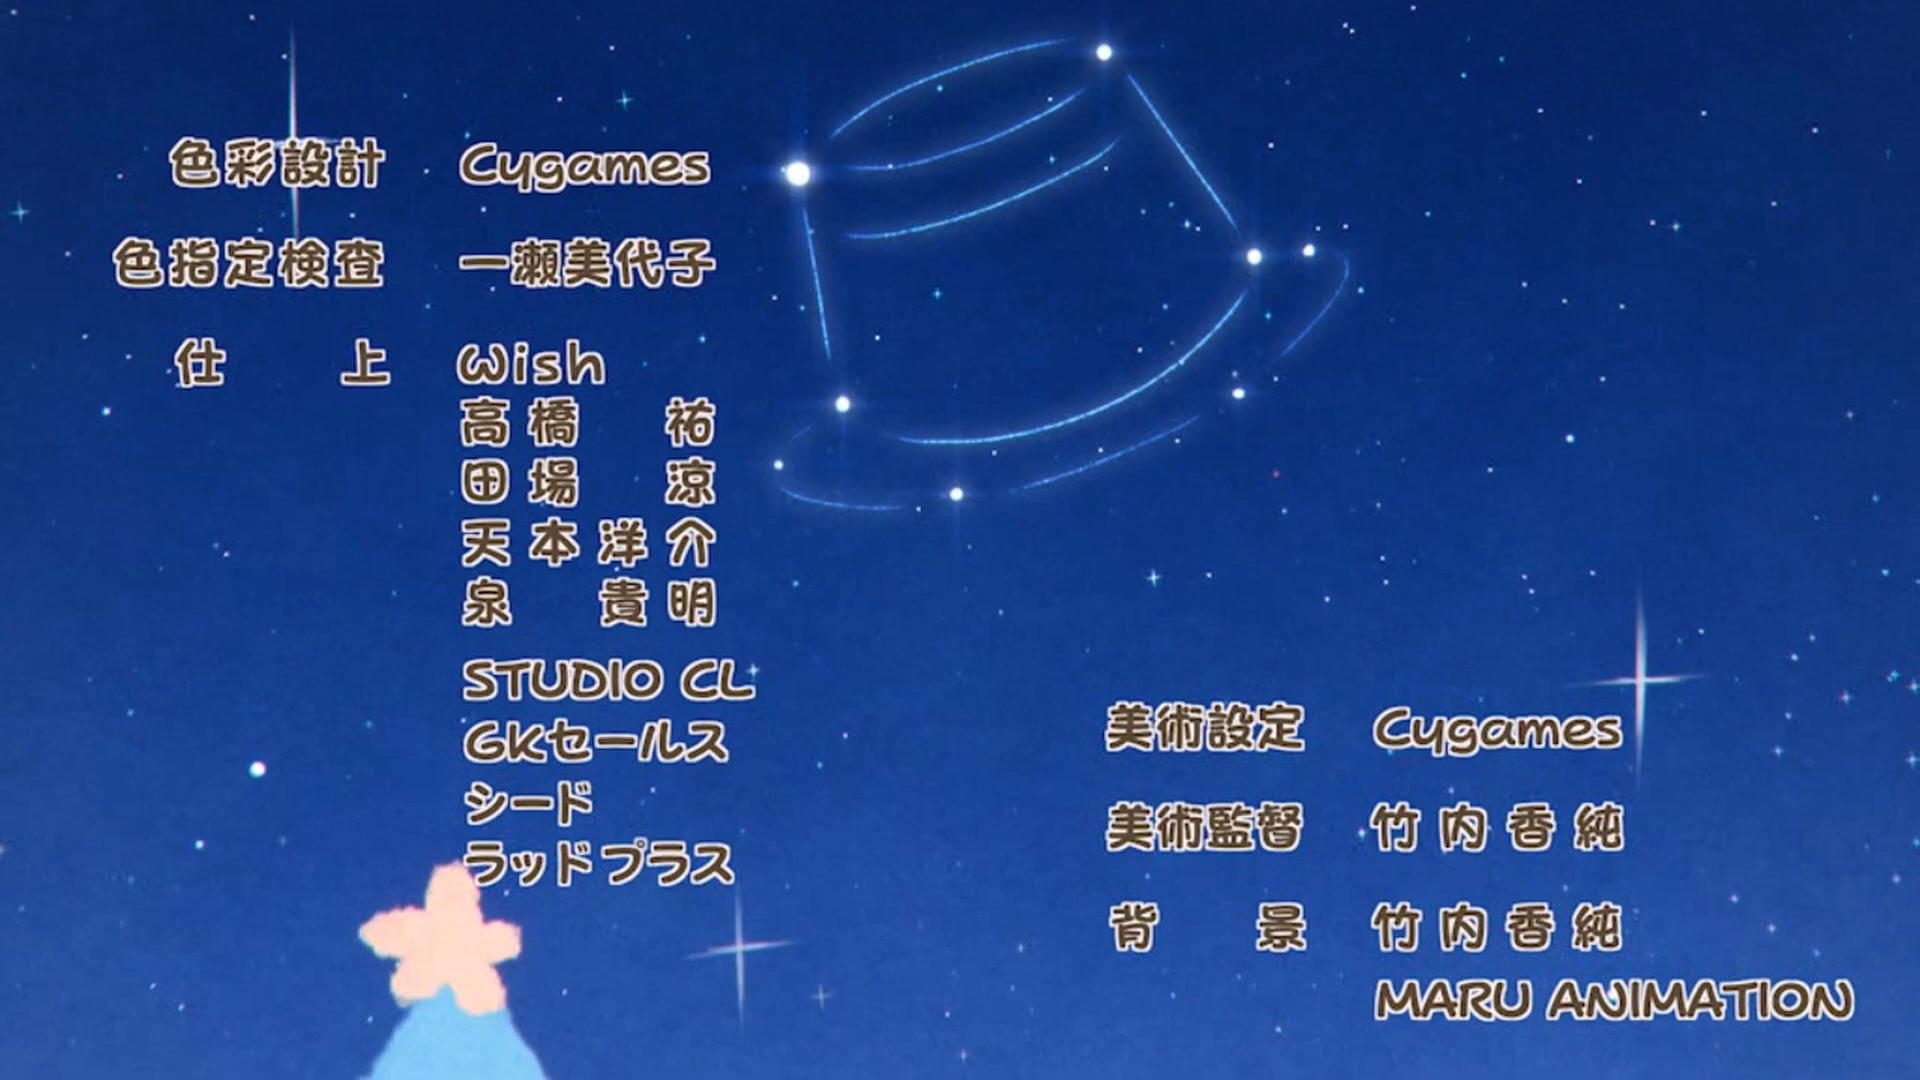 色彩設計 Cygames
色指定検査 一瀬美代子
仕上 Wish
高橋 祐
田場 涼
天本洋介
泉 貴明
STUDIO CL
GKセールス
シード
ラッドプラス
美術設定 Cygames
美術監督 竹内香純
背景 竹内香純
MARU ANIMATION